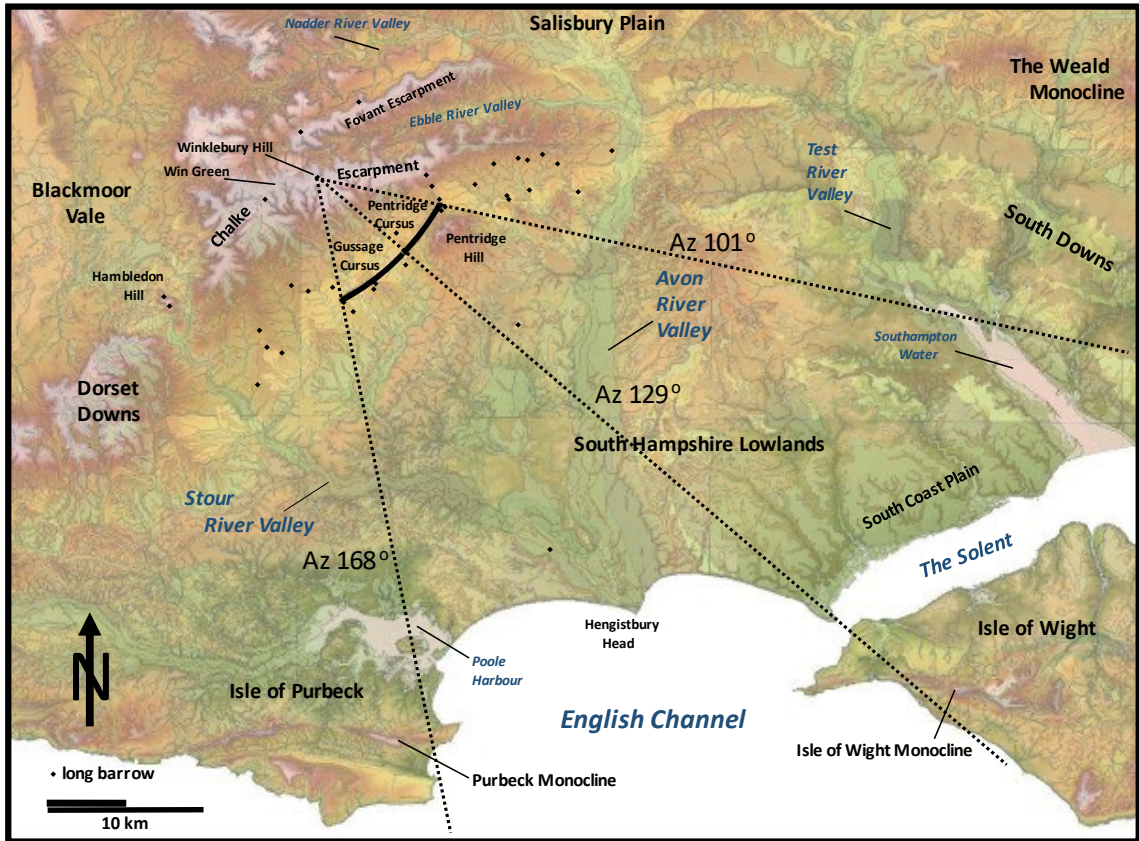 Nadder River Valley
Salisbury Plain
The Weald
Monocline
Fovant Escarpment
Ebble River Valley
Winklebury Hill
Win Green
Escarpment
Test
River
Valley
Blackmoor
Vale
Chalke
Pentridge
Cursus
Gussage
Cursus
Pentridge
Hill
South Downs
Az 101°
Hambledon
Hill
Avon
River
Valley
Southampton
Water
Dorset
Downs
Az 129°
South Hampshire Lowlands
South Coast Plain
Stour
River Valley
Az 168°
The Solent
Hengistbury
Head
Isle of Wight
N
Poole
Harbour
Isle of Purbeck
English Channel
Isle of Wight Monocline
long barrow
Purbeck Monocline
10 km